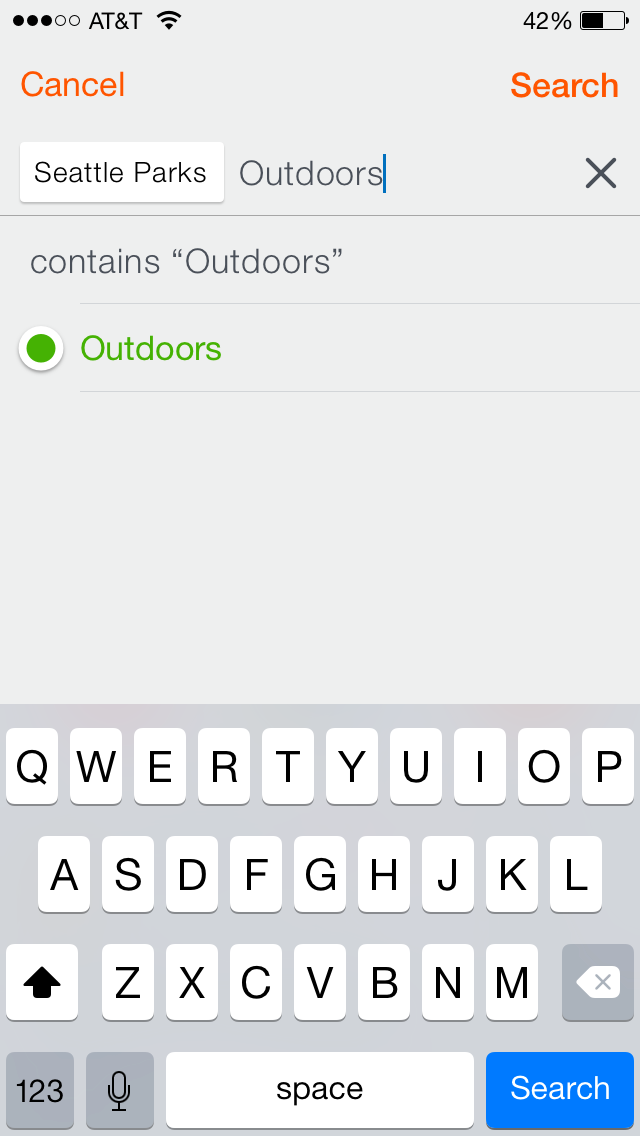 AT&T 42%
Cancel Search
Seattle Parks Outdoors
contains “Outdoors”
Outdoors
Q W E R T Y U I O P
A S D F G H J K L
Z X C V B N M
123 space Search